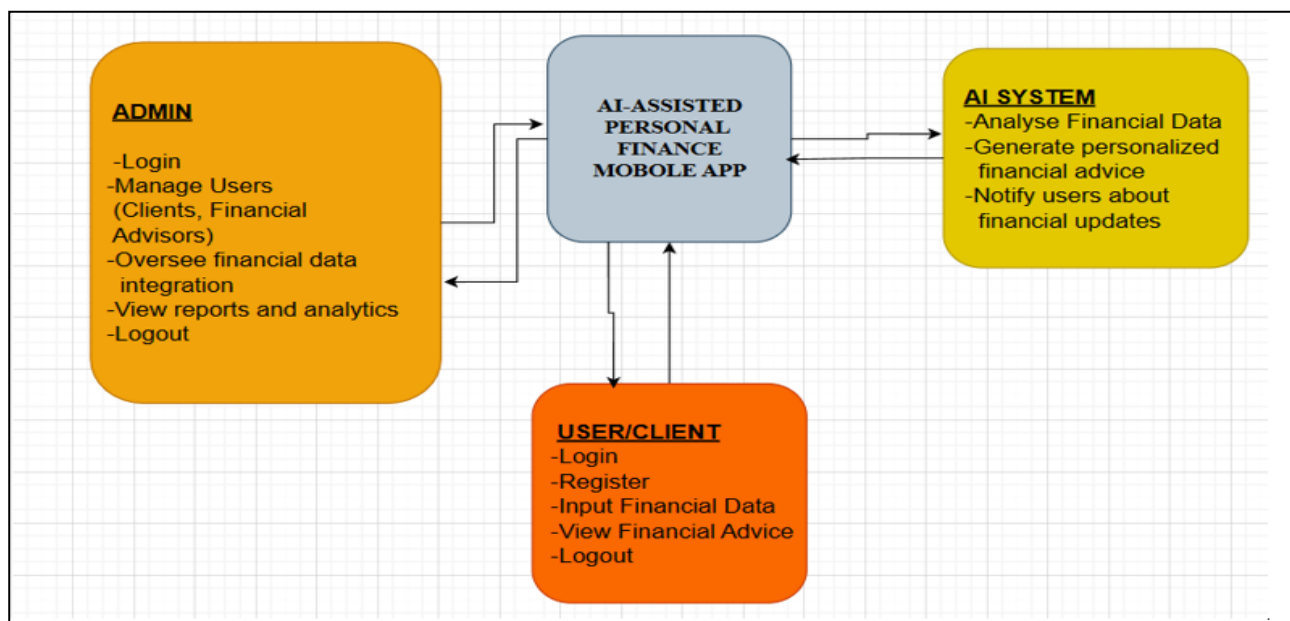 ADMIN
-Login
-Manage Users
(Clients, Financial
Advisors)
-Oversee financial data
integration
-View reports and analytics
-Logout
AI-ASSISTED
PERSONAL
FINANCE
MOBOLE APP
AI SYSTEM
-Analyse Financial Data
-Generate personalized
financial advice
-Notify users about
financial updates
USER/CLIENT
-Login
-Register
-Input Financial Data
-View Financial Advice
-Logout